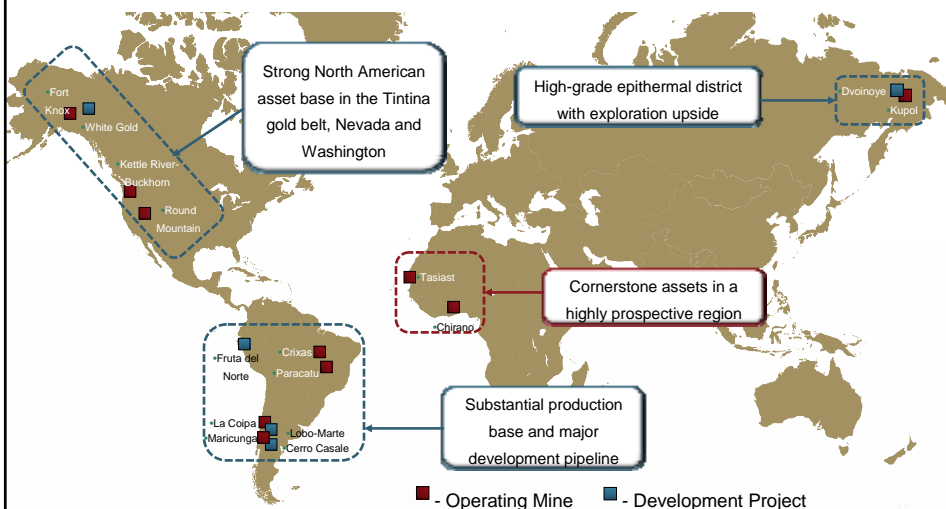 Strong North American
asset base in the Tintina
gold belt, Nevada and
Washington
High-grade epithermal district
with exploration upside
Dvoinoye
Kupol
Fort
Knox
White Gold
Kettle River-
Buckhorn
Round
Mountain
Tasiast
Chirano
Cornerstone assets in a
highly prospective region
Fruta del
Norte
Crixas
Paracatu
La Coipa
Maricunga
Lobo-Marte
Cerro Casale
Substantial production
base and major
development pipeline
- Operating Mine
- Development Project